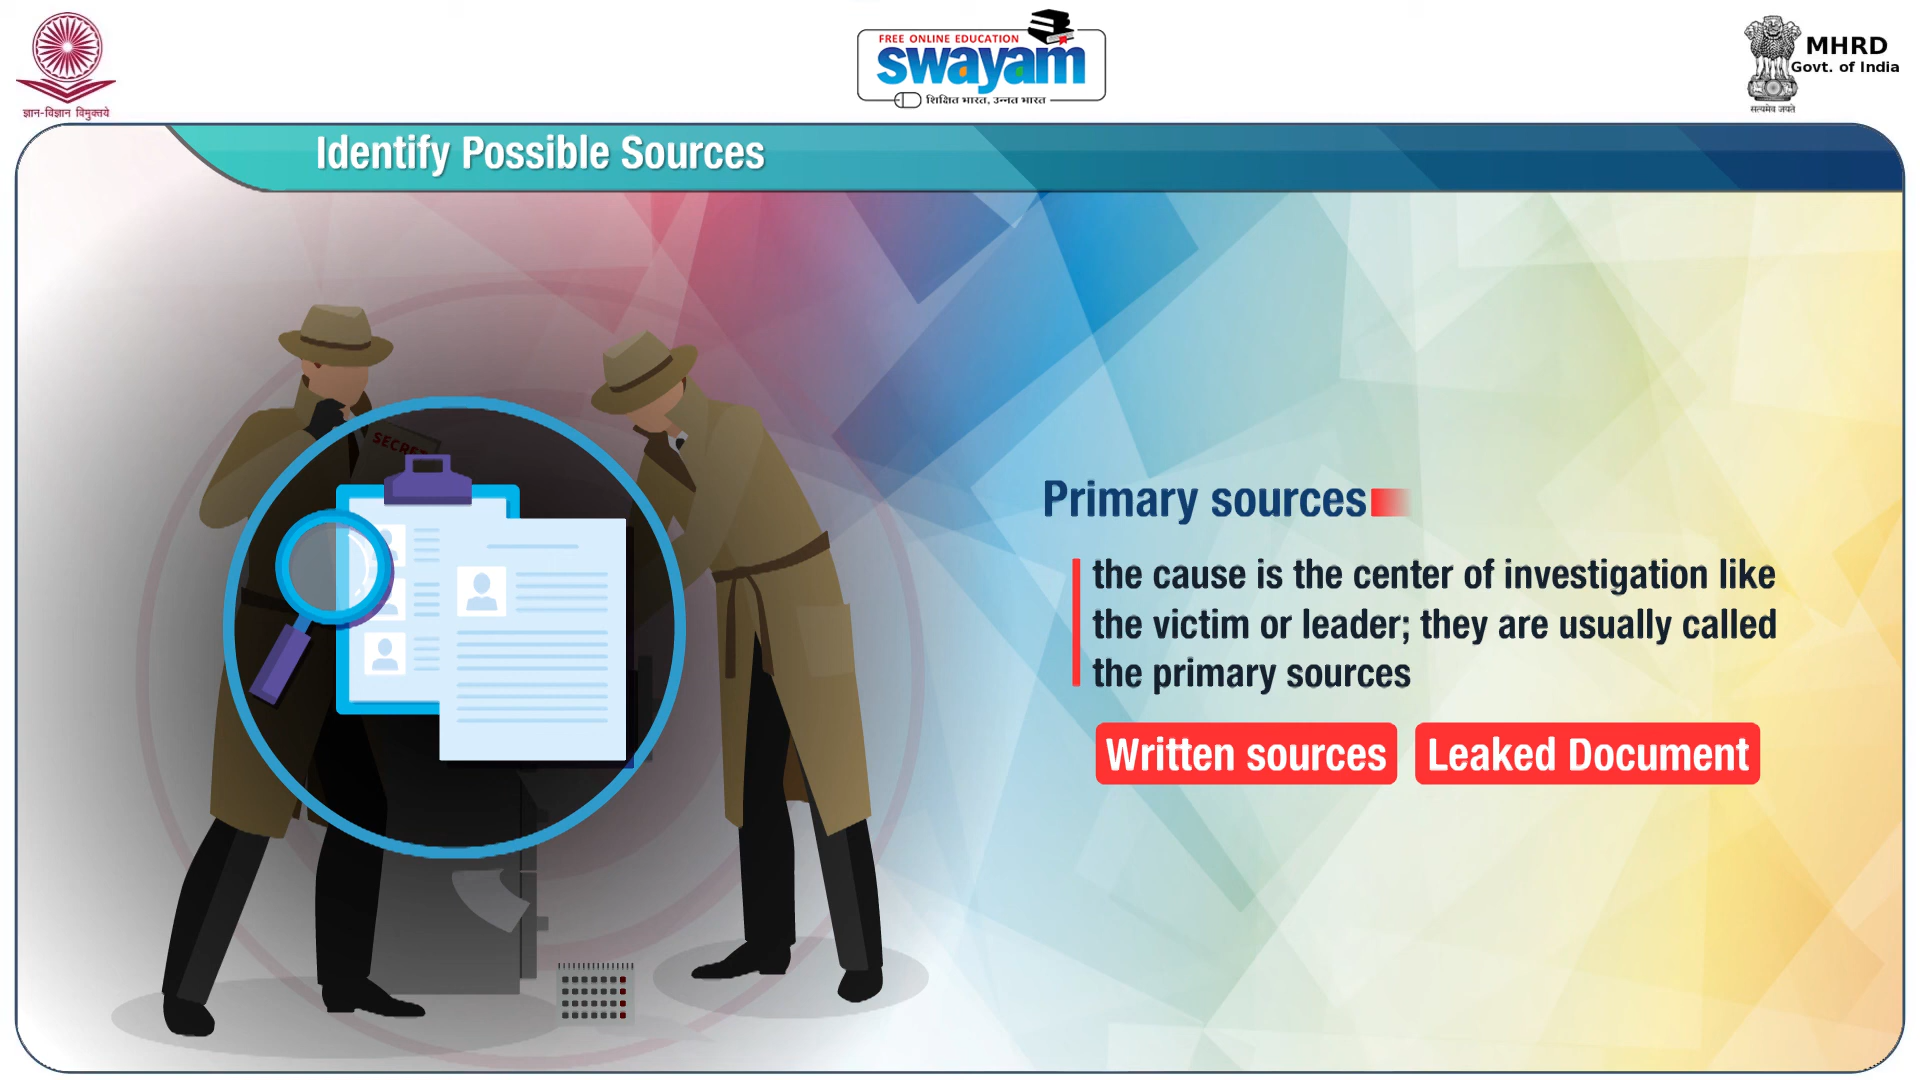 ज्ञान-विज्ञान विमुक्तये
FREE ONLINE EDUCATION
swayam
शिक्षित भारत, उन्नत भारत
MHRD
Govt. of India
सत्यमेव जयते
Identify Possible Sources
SECRET
Primary sources
the cause is the center of investigation like
the victim or leader; they are usually called
the primary sources
Written sources Leaked Document